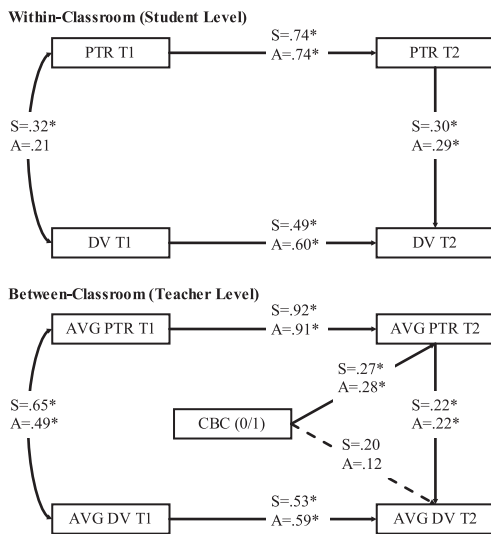 Within-Classroom (Student Level)
S=.74*
PTR T1
PTR T2
A=.74*
S=.32*
A=.21
S=.30*
A=.29*
S=.49*
DV T1
DV T2
A=.60*
Between-Classroom (Teacher Level)
S=.92*
AVG PTR T1
AVG PTR T2
A=.91*
S=.27*
A=.28*
S=.65*
A=.49*
CBC (0/1)
S=.22*
A=.22*
S=.20
A=.12
S=.53*
AVG DV T1
AVG DV T2
A=.59*